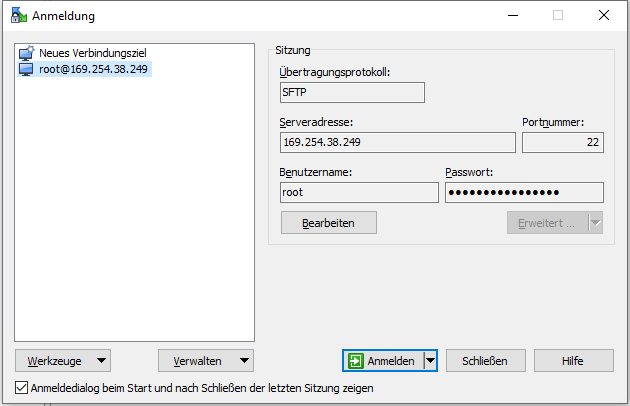 Anmeldung
Neues Verbindungsziel
root@169.254.38.249
Sitzung
Übertragungsprotokoll:
SFTP
Serveradresse: Portnummer:
169.254.38.249 22
Benutzername: Passwort:
root ●●●●●●●●●●●●●●●●
Bearbeiten Erweitert ...
Werkzeuge Verwalten Anmelden Schließen Hilfe
Anmeldedialog beim Start und nach Schließen der letzten Sitzung zeigen